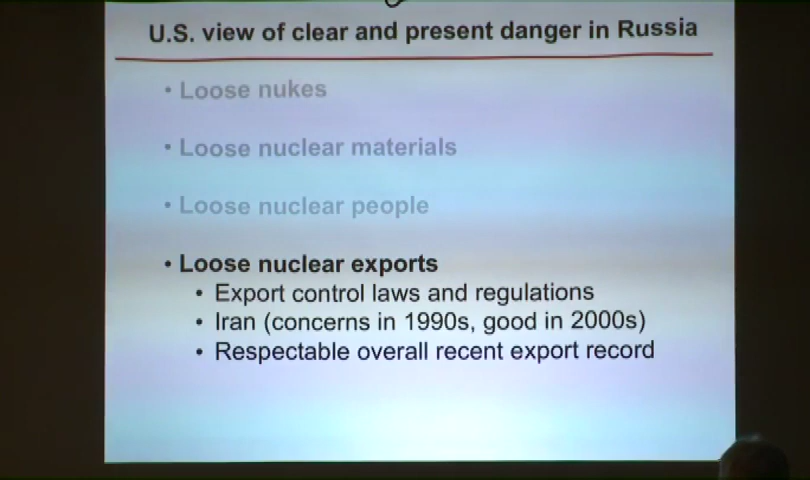 U.S. view of clear and present danger in Russia
• Loose nukes
• Loose nuclear materials
• Loose nuclear people
• Loose nuclear exports
• Export control laws and regulations
• Iran (concerns in 1990s, good in 2000s)
• Respectable overall recent export record